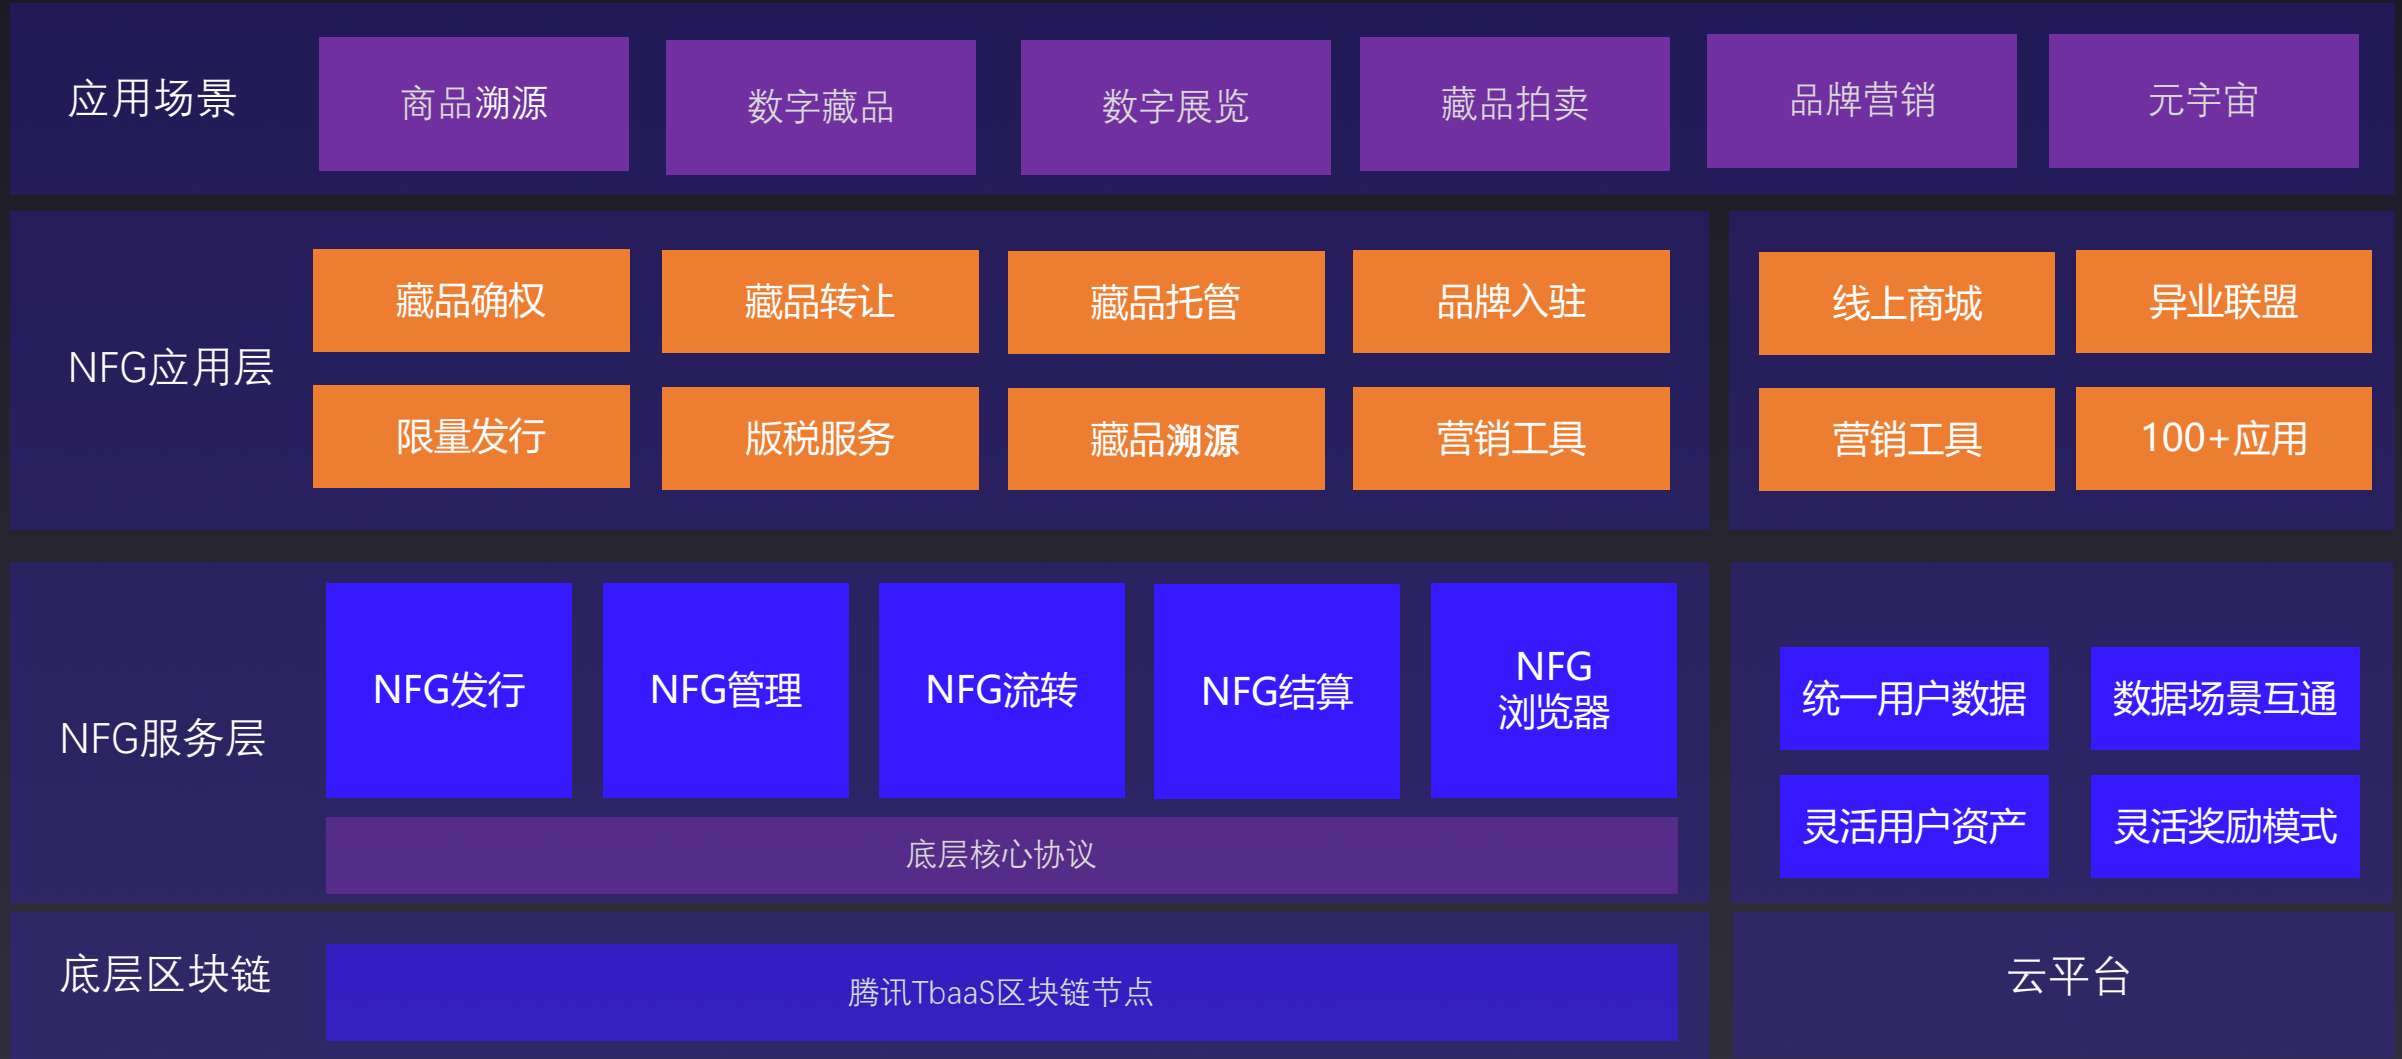 应用场景
商品溯源
数字藏品
数字展览
藏品拍卖
品牌营销
元宇宙
NFG应用层
藏品确权
藏品转让
藏品托管
品牌入驻
限量发行
版税服务
藏品溯源
营销工具
线上商城
异业联盟
营销工具
100+应用
NFG服务层
NFG发行
NFG管理
NFG流转
NFG结算
NFG
浏览器
底层核心协议
统一用户数据
数据场景互通
灵活用户资产
灵活奖励模式
底层区块链
腾讯TbaaS区块链节点
云平台